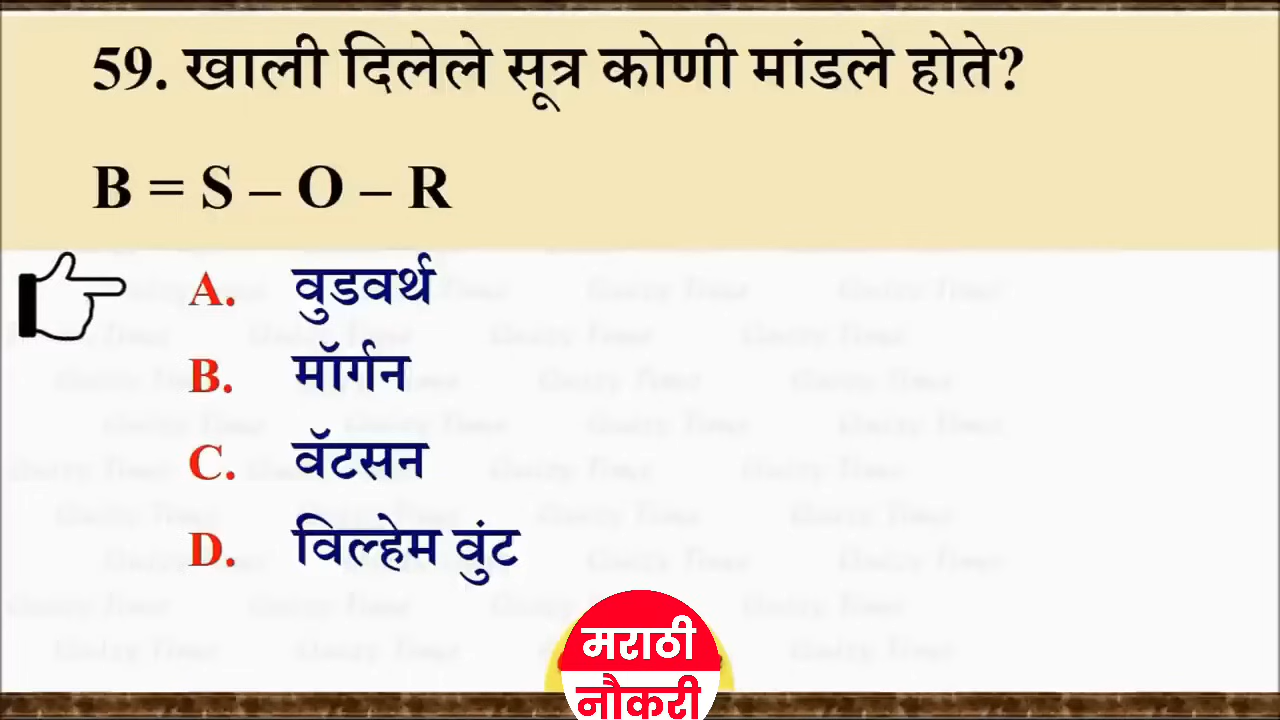 59. खाली दिलेले सूत्र कोणी मांडले होते?
B = S – O – R
A. वुडवर्थ
B. मॉर्गन
C. वॅटसन
D. विल्हेम वुंट
मराठी
नौकरी